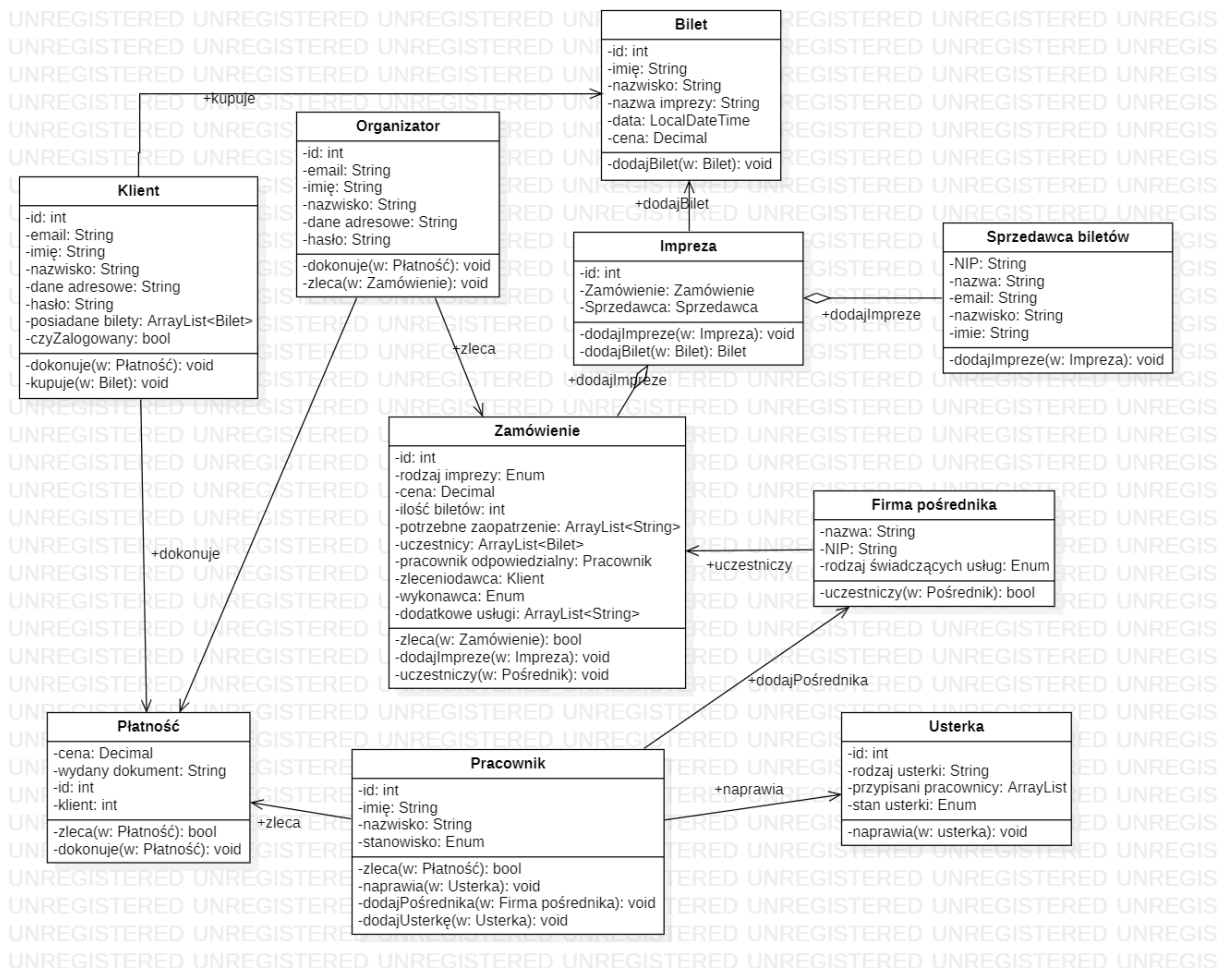 Bilet
-id: int
-imię: String
-nazwisko: String
-nazwa imprezy: String
-data: LocalDateTime
-cena: Decimal
-dodajBilet(w: Bilet): void
+kupuje
Organizator
-id: int
-email: String
-imię: String
-nazwisko: String
-dane adresowe: String
-hasło: String
-dokonuje(w: Płatność): void
-zleca(w: Zamówienie): void
Klient
-id: int
-email: String
-imię: String
-nazwisko: String
-dane adresowe: String
-hasło: String
-posiadane bilety: ArrayList<Bilet>
-czyZalogowany: bool
-dokonuje(w: Płatność): void
-kupuje(w: Bilet): void
+dodajBilet
Impreza
-id: int
-Zamówienie: Zamówienie
-Sprzedawca: Sprzedawca
-dodajImpreze(w: Impreza): void
-dodajBilet(w: Bilet): Bilet
Sprzedawca biletów
-NIP: String
-nazwa: String
-email: String
-nazwisko: String
-imie: String
-dodajImpreze(w: Impreza): void
+dodajImpreze
+zleca
+dodajImpreze
Zamówienie
-id: int
-rodzaj imprezy: Enum
-cena: Decimal
-ilość biletów: int
-potrzebne zaopatrzenie: ArrayList<String>
-uczestnicy: ArrayList<Bilet>
-pracownik odpowiedzialny: Pracownik
-zleceniodawca: Klient
-wykonawca: Enum
-dodatkowe usługi: ArrayList<String>
-zleca(w: Zamówienie): bool
-dodajImpreze(w: Impreza): void
-uczestniczy(w: Pośrednik): void
Firma pośrednika
-nazwa: String
-NIP: String
-rodzaj świadczących usług: Enum
-uczestniczy(w: Pośrednik): bool
+uczestniczy
+dokonuje
+dodajPośrednika
Płatność
-cena: Decimal
-wydany dokument: String
-id: int
-klient: int
-zleca(w: Płatność): bool
-dokonuje(w: Płatność): void
+zleca
Pracownik
-id: int
-imię: String
-nazwisko: String
-stanowisko: Enum
-zleca(w: Płatność): bool
-naprawia(w: Usterka): void
-dodajPośrednika(w: Firma pośrednika): void
-dodajUsterkę(w: Usterka): void
+naprawia
Usterka
-id: int
-rodzaj usterki: String
-przypisani pracownicy: ArrayList
-stan usterki: Enum
-naprawia(w: usterka): void
UNREGISTERED